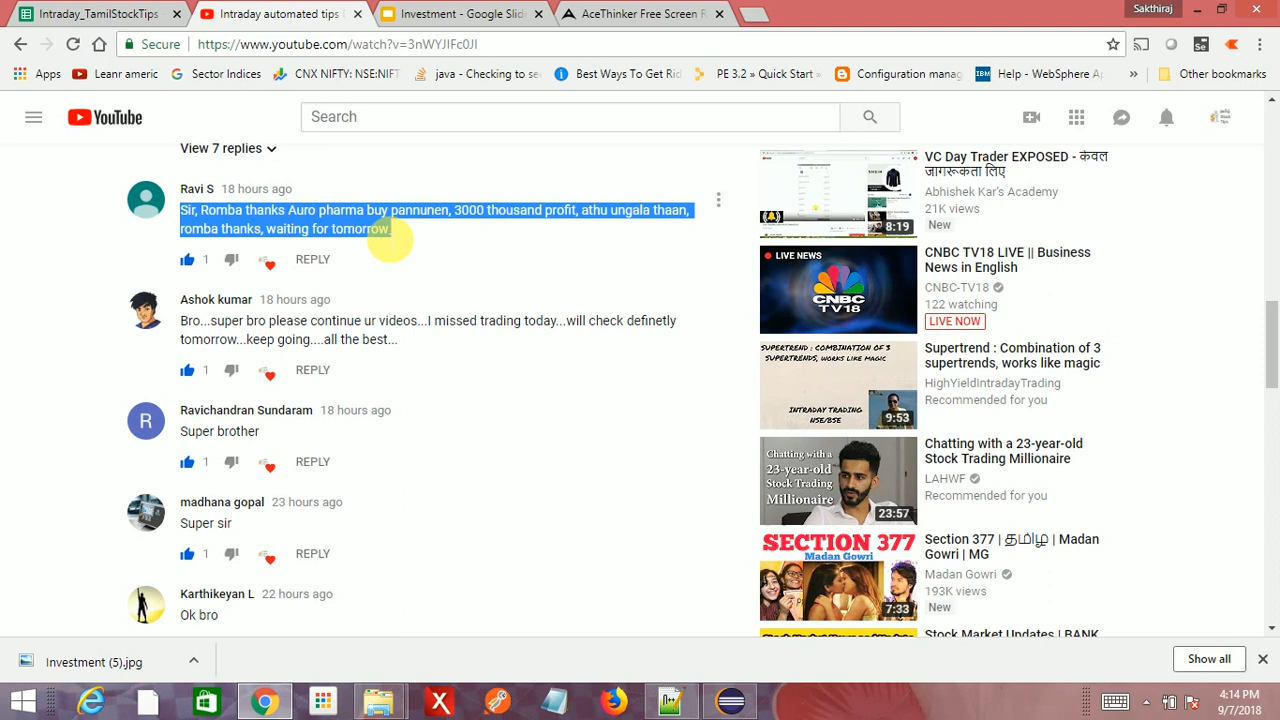 Intraday_TamilStockTips
Intraday automated tips
Investment - Google Slid
AceThinker Free Screen R
Sakthiraj
Secure
https://www.youtube.com/watch?v=3nWYJIFc0JI
Apps
Leanr americ
Sector Indices
CNX NIFTY: NSE:NIFT
java - Checking to se
Best Ways To Get Rid
PE 3.2 » Quick Start
Configuration manag
Help - WebSphere A
»
Other bookmarks
YouTube
Search
View 7 replies
Ravi S 18 hours ago
Sir, Romba thanks Auro pharma buy pannunen, 3000 thousand profit, athu ungala thaan,
romba thanks, waiting for tomorrow
1 REPLY
Ashok kumar 18 hours ago
Bro...super bro please continue ur videos...I missed trading today...will check definetly
tomorrow...keep going....all the best...
1 REPLY
R
Ravichandran Sundaram 18 hours ago
Super brother
1 REPLY
madhana gopal 23 hours ago
Super sir
1 REPLY
Karthikeyan L 22 hours ago
Ok bro
8:19
VC Day Trader EXPOSED - केवल
जागरूकता लिए
Abhishek Kar's Academy
21K views
New
LIVE NEWS
CNBC
TV18
CNBC TV18 LIVE || Business
News in English
CNBC-TV18
122 watching
LIVE NOW
SUPERTREND : COMBINATION OF 3
SUPERTRENDS, WORKS LIKE MAGIC
INTRADAY TRADING
NSE/BSE
9:53
Supertrend : Combination of 3
supertrends, works like magic
HighYieldIntradayTrading
Recommended for you
Chatting with a
23-year-old
Stock Trading
Millionaire
23:57
Chatting with a 23-year-old
Stock Trading Millionaire
LAHWF
Recommended for you
SECTION 377
Madan Gowri
7:33
Section 377 | தமிழ் | Madan
Gowri | MG
Madan Gowri
193K views
New
Stock Market Updates | BANK
Investment (5).jpg
Show all
4:14 PM
9/7/2018